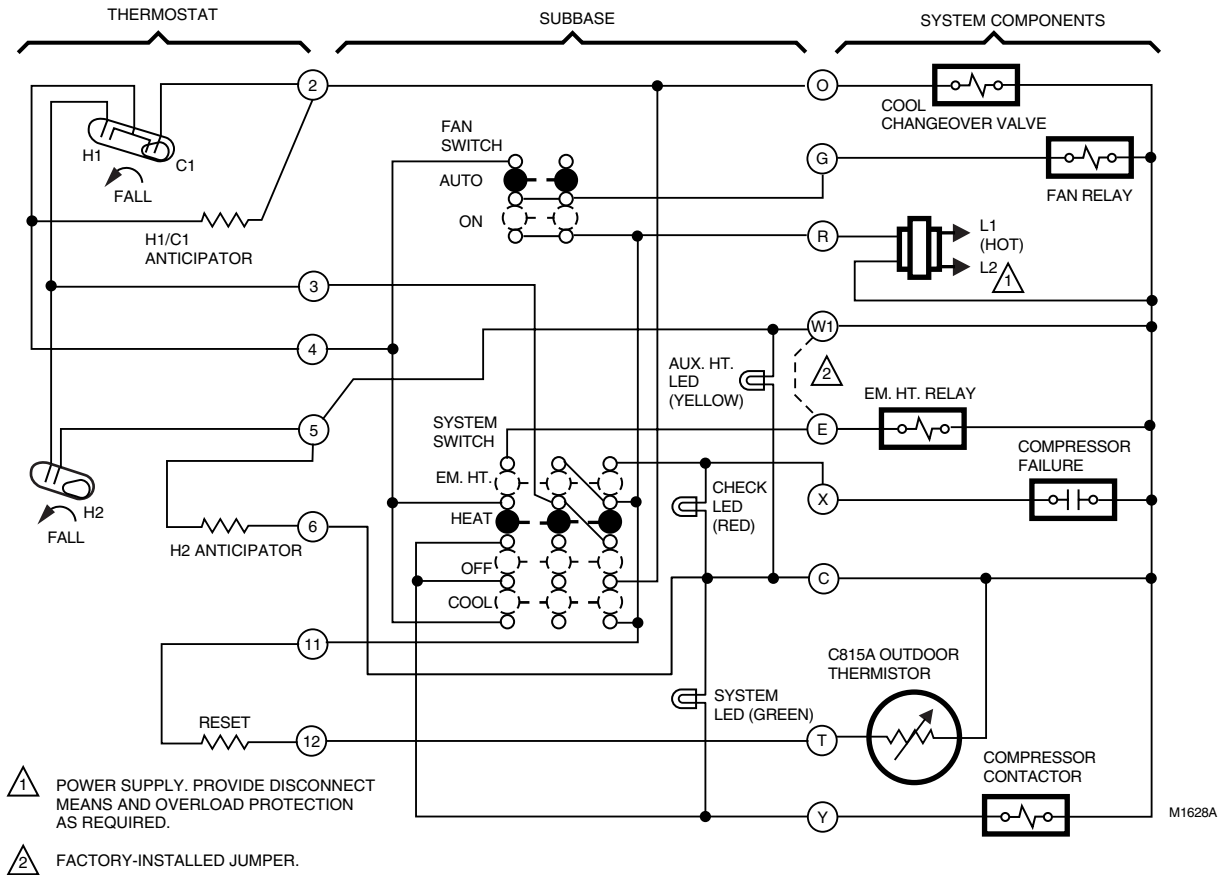 THERMOSTAT
SUBBASE
SYSTEM COMPONENTS
2
O
COOL
CHANGEOVER VALVE
FAN
SWITCH
H1
C1
FALL
AUTO
ON
G
FAN RELAY
H1/C1
ANTICIPATOR
R
L1
(HOT)
L2
1
3
4
W1
AUX. HT.
LED
(YELLOW)
2
EM. HT. RELAY
5
SYSTEM
SWITCH
E
EM. HT.
HEAT
OFF
COOL
CHECK
LED
(RED)
X
COMPRESSOR
FAILURE
H2
FALL
H2 ANTICIPATOR
6
C
11
C815A OUTDOOR
THERMISTOR
SYSTEM
LED (GREEN)
RESET
12
T
COMPRESSOR
CONTACTOR
Y
M1628A
1
POWER SUPPLY. PROVIDE DISCONNECT
MEANS AND OVERLOAD PROTECTION
AS REQUIRED.
2
FACTORY-INSTALLED JUMPER.